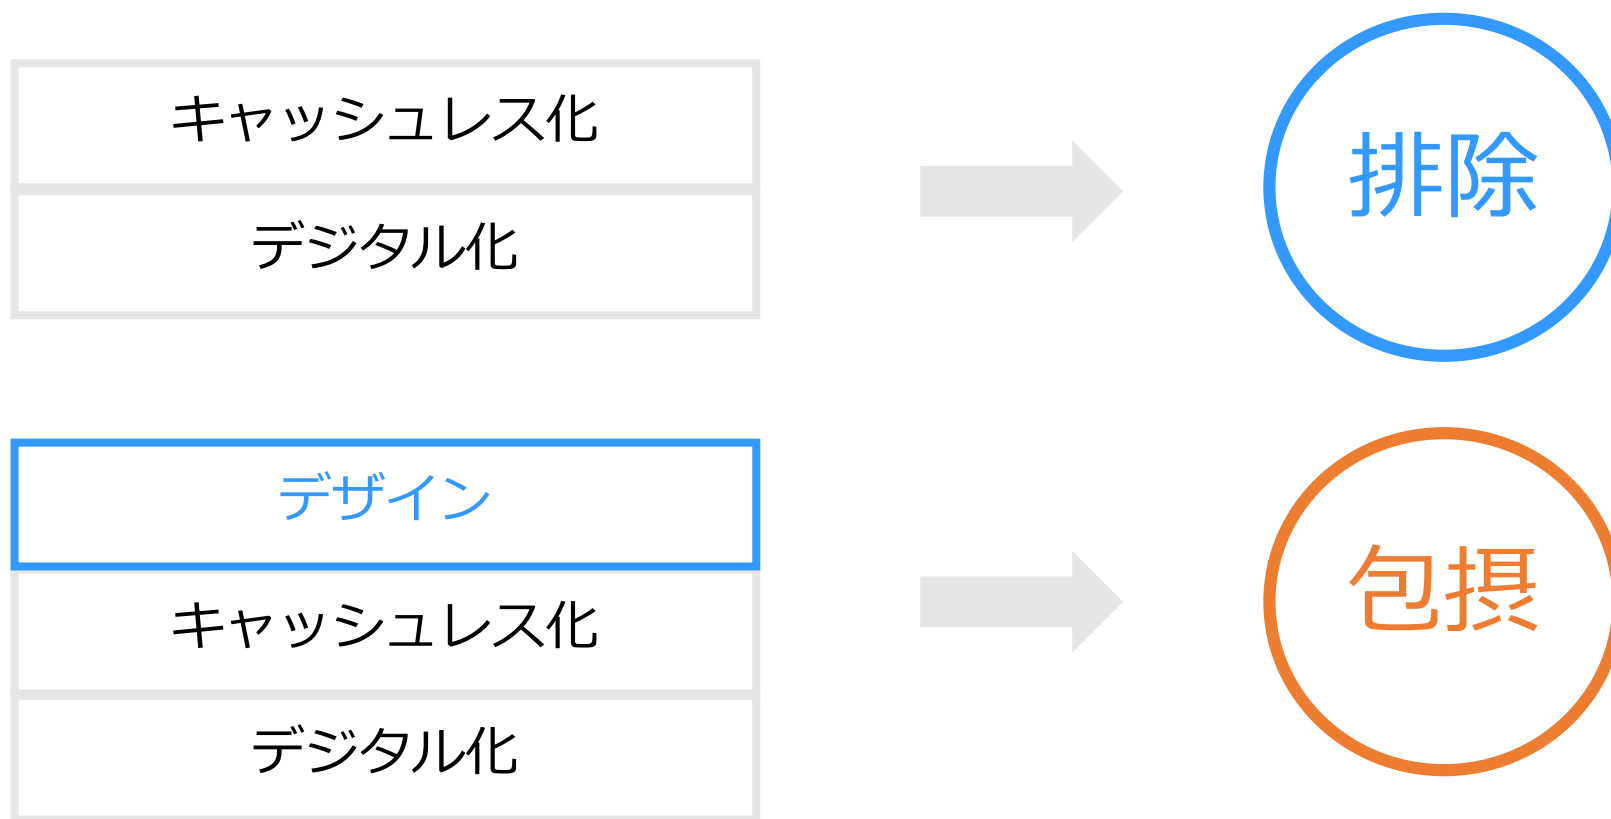 キャッシュレス化
デジタル化
排除
デザイン
キャッシュレス化
デジタル化
包摂